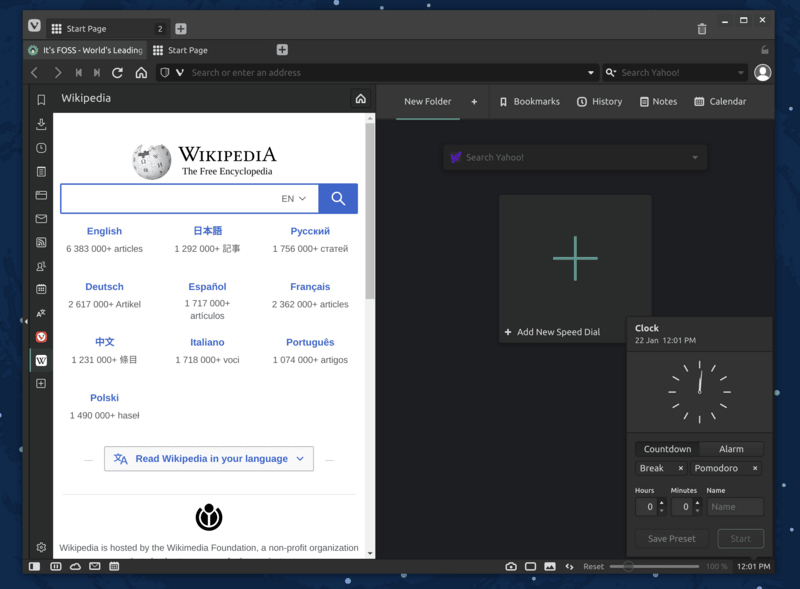 Start Page
2
It's FOSS - World's Leading
Start Page
Search or enter an address
Search Yahoo!
Wikipedia
New Folder
Bookmarks
History
Notes
Calendar
WIKIPEDIA
The Free Encyclopedia
EN
English
日本語
Русский
6 383 000+ articles
1 292 000+ 記事
1 756 000+ статей
Deutsch
Español
Français
2 617 000+ Artikel
1 717 000+
artículos
2 362 000+ articles
中文
Italiano
Português
1 231 000+ 條目
1 718 000+ voci
1 074 000+ artigos
Polski
1 490 000+ haseł
Read Wikipedia in your language
Wikipedia is hosted by the Wikimedia Foundation, a non-profit organization
Search Yahoo!
Add New Speed Dial
Clock
22 Jan 12:01 PM
Countdown
Alarm
Break
Pomodoro
Hours
Minutes
Name
0
0
Name
Save Preset
Start
Reset
100 %
12:01 PM